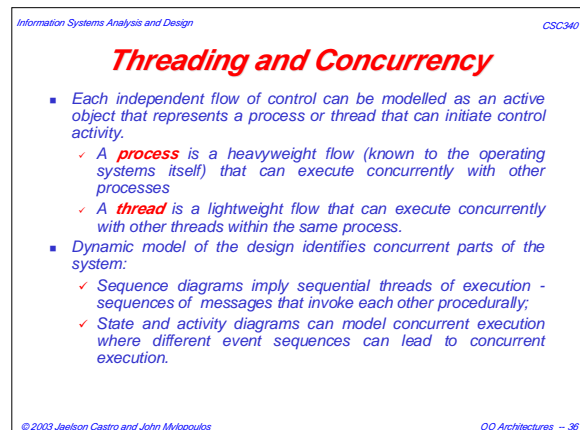 Information Systems Analysis and Design
CSC340
Threading and Concurrency
Each independent flow of control can be modelled as an active
object that represents a process or thread that can initiate control
activity.
A process is a heavyweight flow (known to the operating
systems itself) that can execute concurrently with other
processes
A thread is a lightweight flow that can execute concurrently
with other threads within the same process.
Dynamic model of the design identifies concurrent parts of the
system:
Sequence diagrams imply sequential threads of execution -
sequences of messages that invoke each other procedurally;
State and activity diagrams can model concurrent execution
where different event sequences can lead to concurrent
execution.
© 2003 Jaelson Castro and John Mylopoulos
OO Architectures -- 36